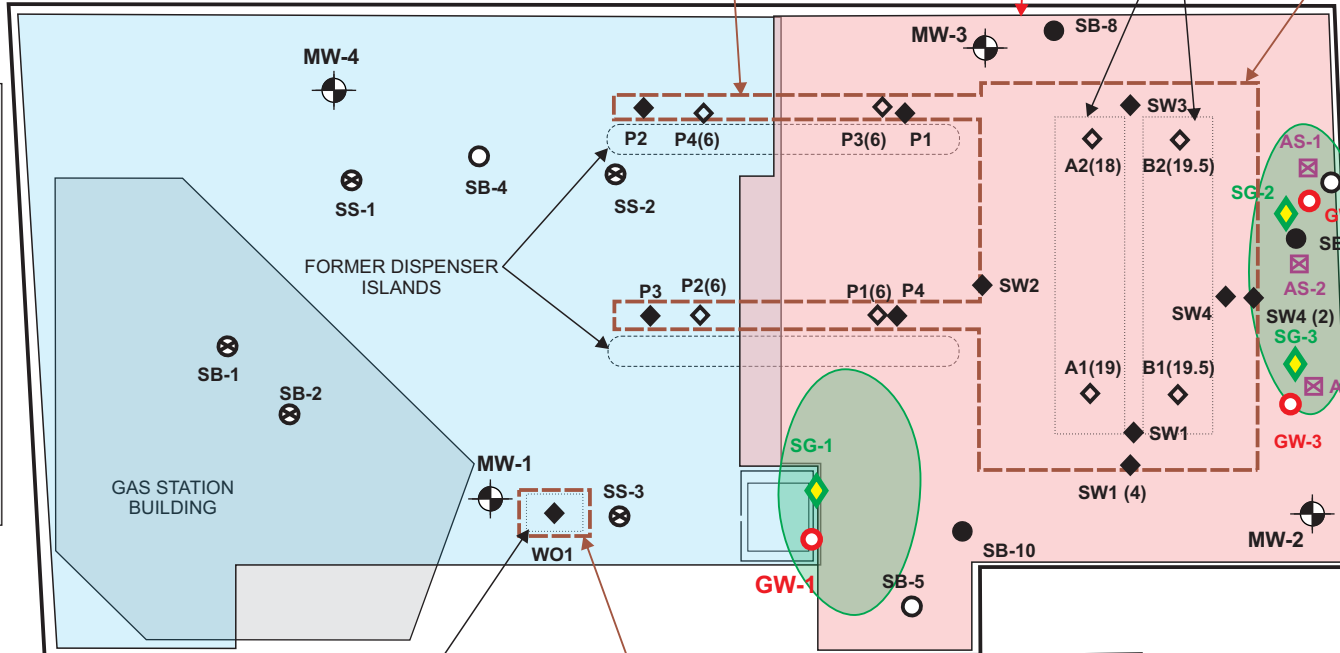 MW-3
SB-8
MW-4
SW3
P2
P4(6)
P3(6)
P1
A2(18)
B2(19.5)
AS-1
SB-4
SS-1
SS-2
SG-2
FORMER DISPENSER
ISLANDS
AS-2
P3
P2(6)
P1(6)
P4
SW2
SW4
SW4 (2)
SG-3
SB-1
A1(19)
B1(19.5)
SB-2
SW1
SG-1
GW-3
MW-1
GAS STATION
BUILDING
SS-3
SW1 (4)
WO1
SB-10
MW-2
GW-1
SB-5